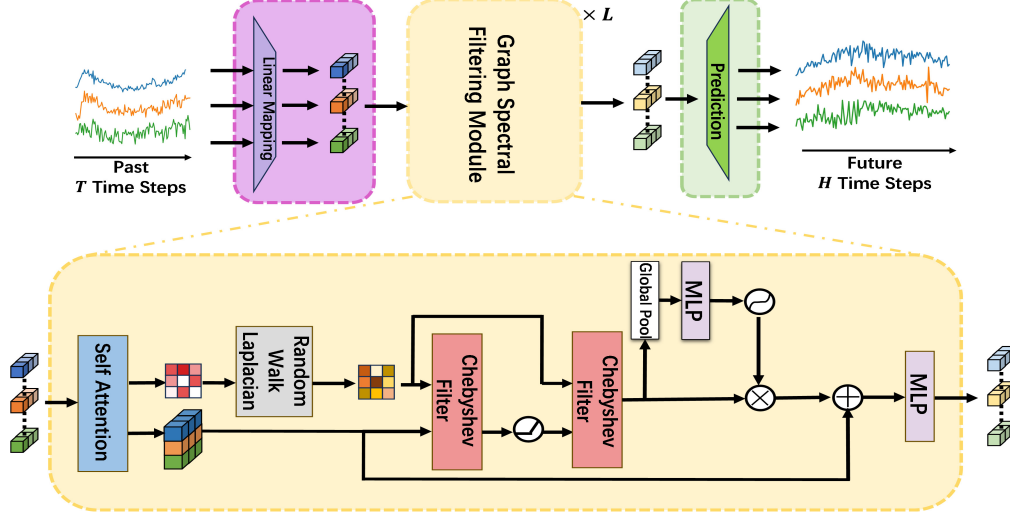 × L
Past
T Time Steps
Linear Mapping
Graph Spectral
Filtering Module
Prediction
Future
H Time Steps
Self Attention
Random
Walk
Laplacian
Chebyshev
Filter
Chebyshev
Filter
Global Pool
MLP
MLP